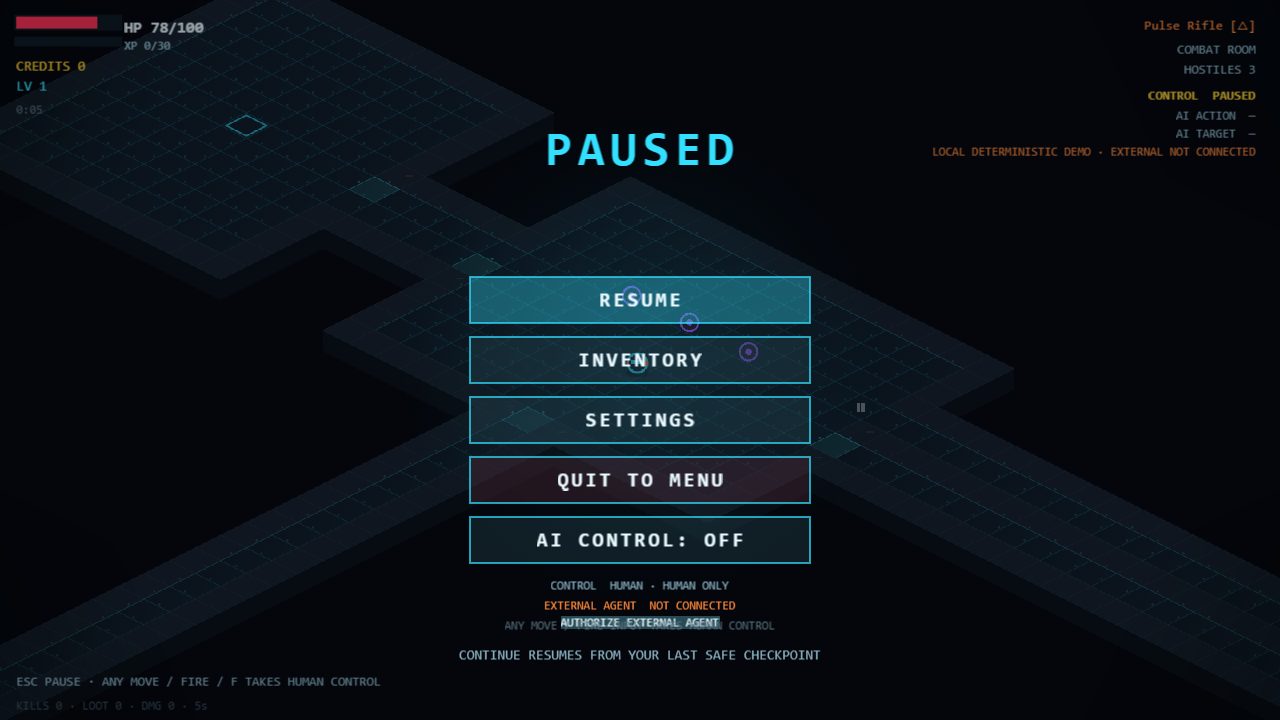 HP 78/100
XP 0/30
CREDITS 0
LV 1
0:05
Pulse Rifle [△]
COMBAT ROOM
HOSTILES 3
CONTROL PAUSED
AI ACTION —
AI TARGET —
LOCAL DETERMINISTIC DEMO · EXTERNAL NOT CONNECTED
PAUSED
RESUME
INVENTORY
SETTINGS
QUIT TO MENU
AI CONTROL: OFF
CONTROL HUMAN · HUMAN ONLY
EXTERNAL AGENT NOT CONNECTED
AUTHORIZE EXTERNAL AGENT
ANY MOVE CONTROL
CONTINUE RESUMES FROM YOUR LAST SAFE CHECKPOINT
ESC PAUSE · ANY MOVE / FIRE / F TAKES HUMAN CONTROL
KILLS 0 · LOOT 0 · DMG 0 · 5s